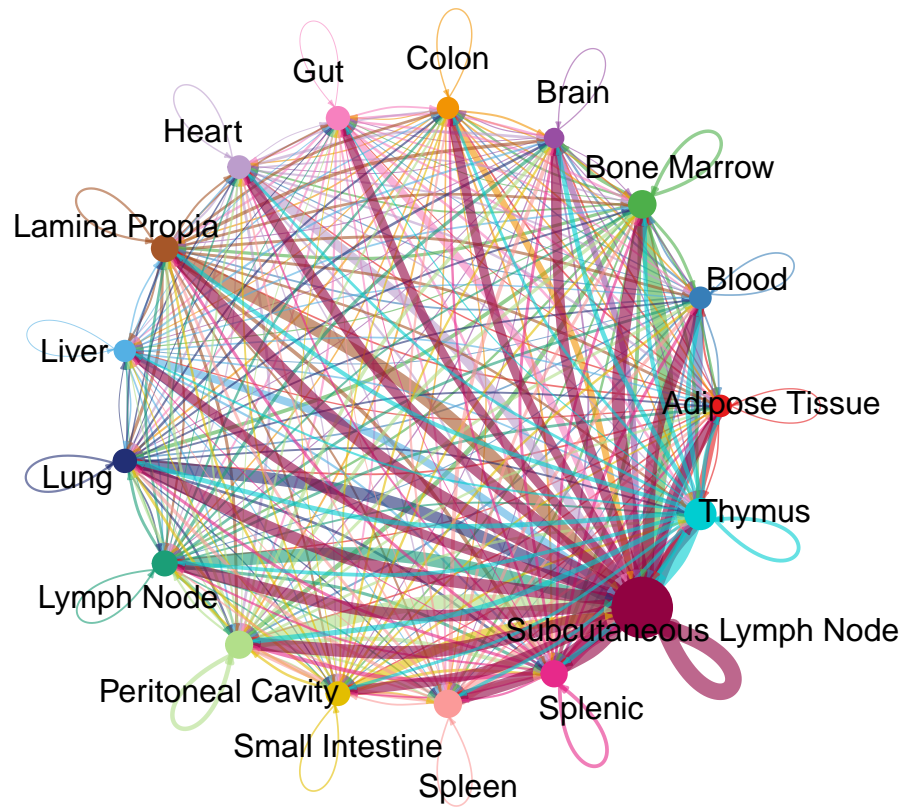 Colon
Gut
Brain
Heart
Bone Marrow
Lamina Propia
Blood
Liver
Adipose Tissue
Lung
Thymus
Lymph Node
Subcutaneous Lymph Node
Peritoneal Cavity
Splenic
Small Intestine
Spleen